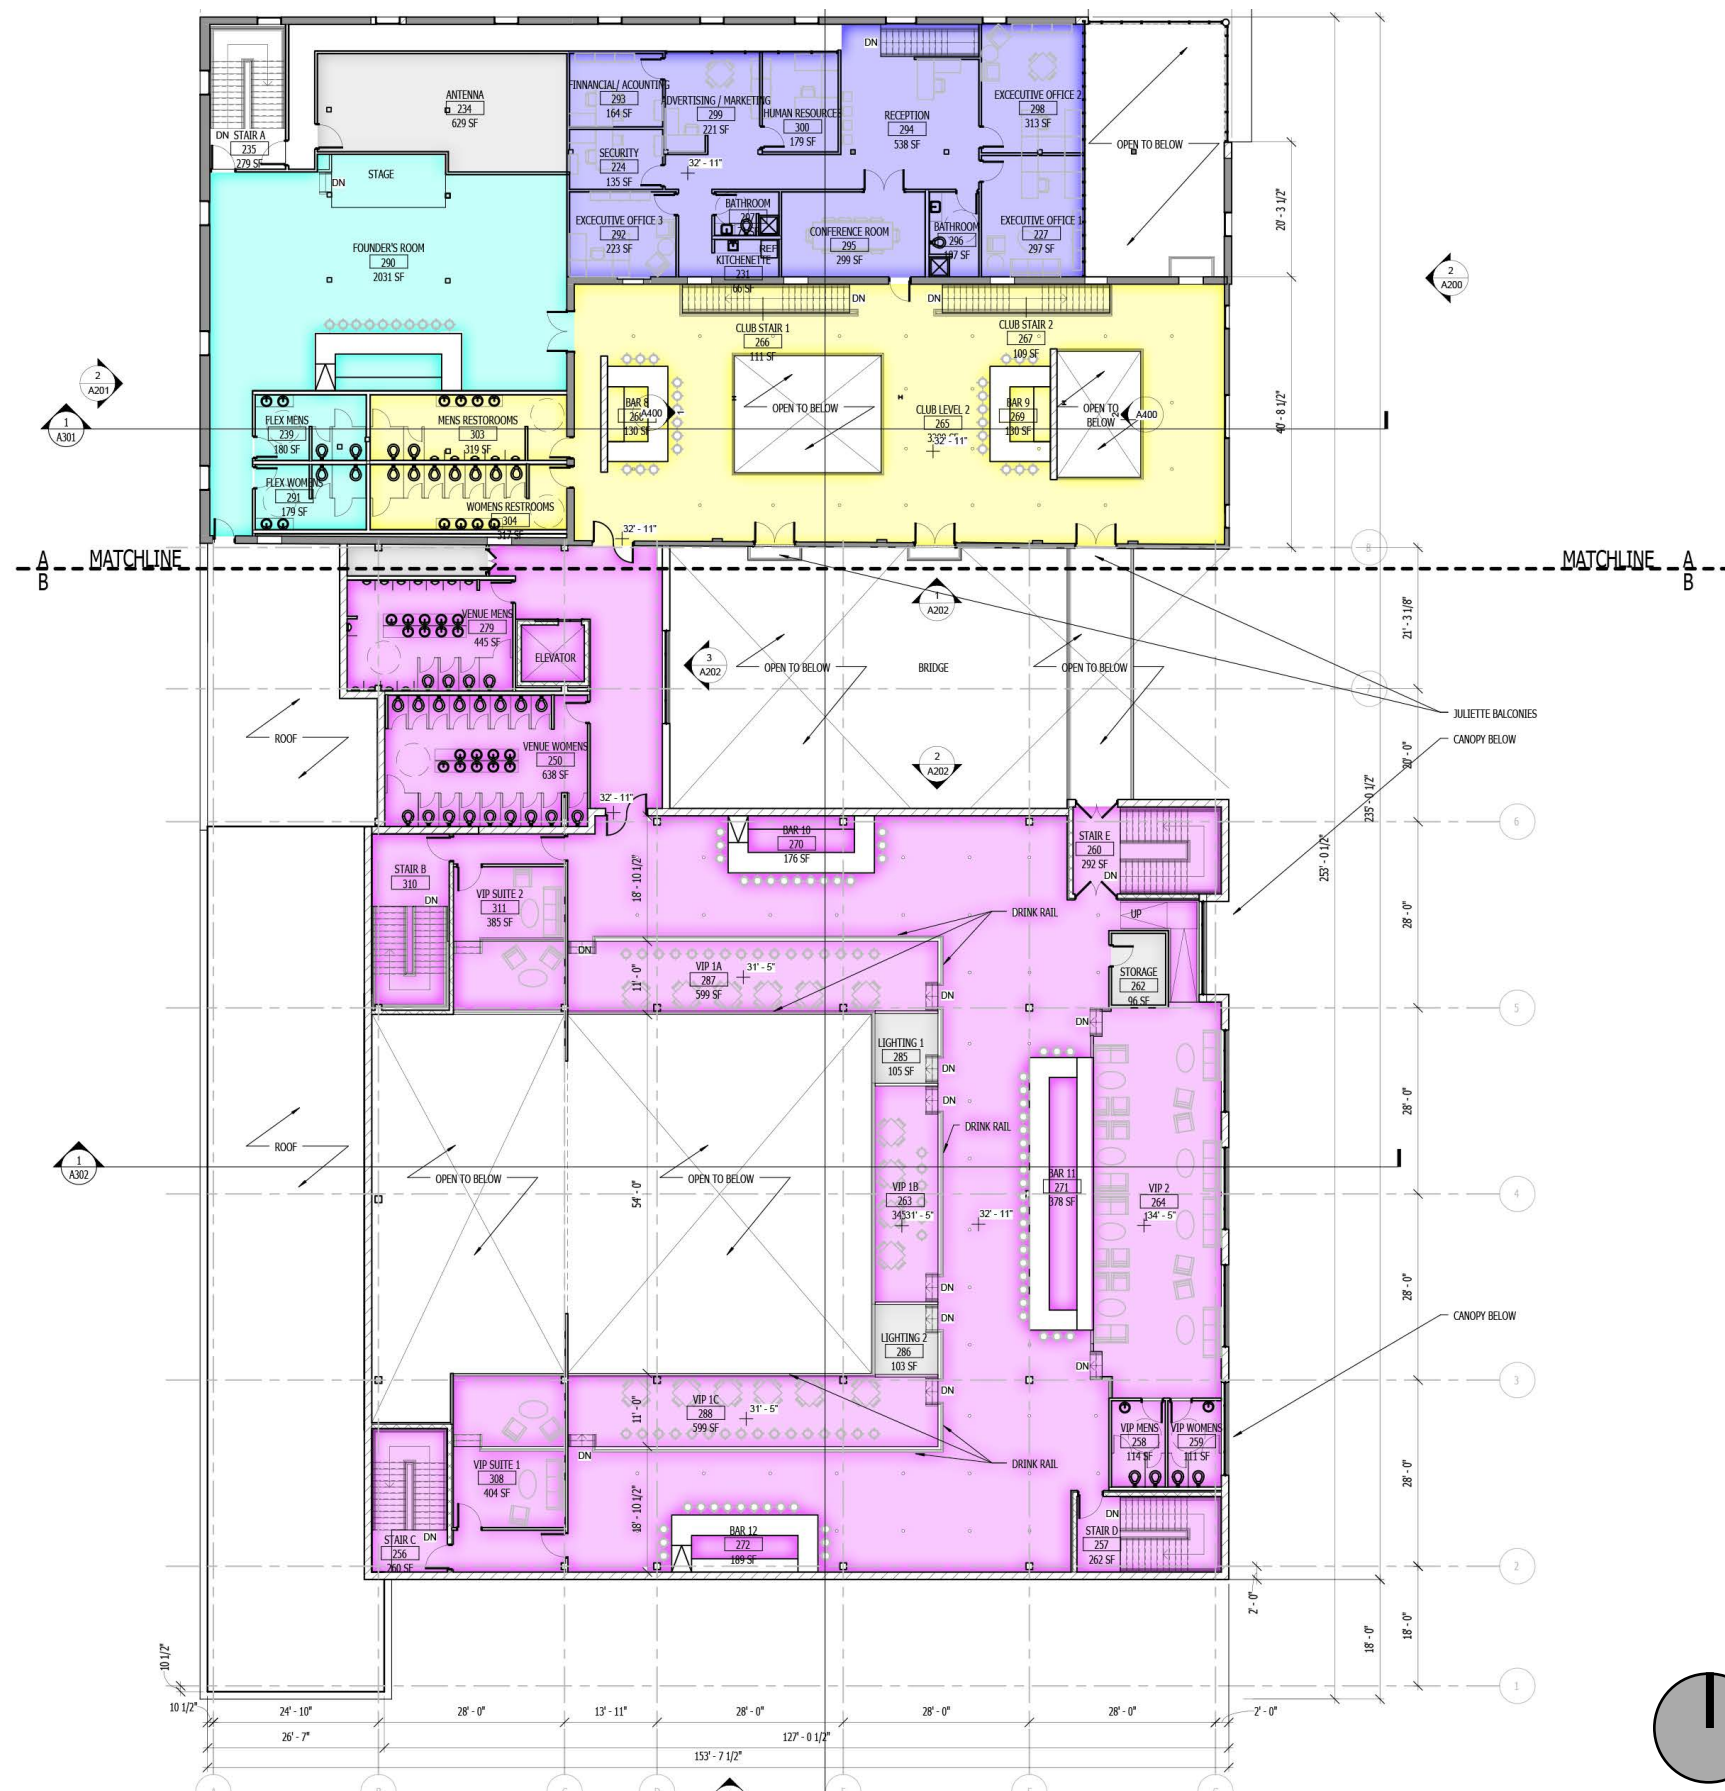 DN
ANTENNA
234
629 SF
FINNANCIAL/ ACOUNTING
293
164 SF
ADVERTISING / MARKETING
299
221 SF
HUMAN RESOURCES
300
179 SF
RECEPTION
294
538 SF
EXCECUTIVE OFFICE 2
298
313 SF
DN STAIR A
235
279 SF
SECURITY
224
135 SF
32' - 11"
OPEN TO BELOW
STAGE
DN
EXCECUTIVE OFFICE 3
292
223 SF
BATHROOM
CONFERENCE ROOM
295
299 SF
BATHROOM
296
EXECUTIVE OFFICE 1
227
297 SF
20' - 3 1/2"
FOUNDER'S ROOM
290
2031 SF
REF
KITCHENETTE
231
66 SF
2
A200
DN
DN
CLUB STAIR 1
266
111 SF
CLUB STAIR 2
267
109 SF
2
A201
1
A301
FLEX MENS
239
180 SF
MENS RESTOROOMS
303
319 SF
BAR 8
A400
1
130 SF
OPEN TO BELOW
CLUB LEVEL 2
265
32' - 11"
BAR 9
269
130 SF
OPEN TO
BELOW
A400
40' - 8 1/2"
FLEX WOMENS
291
179 SF
WOMENS RESTROOMS
304
317 SF
32' - 11"
8
A MATCHLINE
B
MATCHLINE A
B
VENUE MENS
279
445 SF
ELEVATOR
1
A202
3
A202
OPEN TO BELOW
BRIDGE
OPEN TO BELOW
21' - 3 1/8"
7
JULIETTE BALCONIES
ROOF
VENUE WOMENS
250
638 SF
2
A202
CANOPY BELOW
20' - 0"
235' - 0 1/2"
253' - 0 1/2"
32' - 11"
6
BAR 10
270
176 SF
STAIR E
260
292 SF
DN
STAIR B
310
DN
VIP SUITE 2
311
385 SF
18' - 10 1/2"
DRINK RAIL
UP
28' - 0"
DN
VIP 1A
287
599 SF
31' - 5"
11' - 0"
DN
STORAGE
262
96 SF
5
DN
LIGHTING 1
285
105 SF
DN
DN
28' - 0"
DRINK RAIL
ROOF
1
A302
OPEN TO BELOW
OPEN TO BELOW
54' - 0"
VIP 1B
263
31' - 5"
32' - 11"
BAR 11
271
378 SF
VIP 2
264
34' - 5"
4
DN
DN
28' - 0"
LIGHTING 2
286
103 SF
CANOPY BELOW
DN
3
VIP 1C
288
599 SF
31' - 5"
11' - 0"
DN
DN
VIP MENS
258
114 SF
VIP WOMENS
259
111 SF
DRINK RAIL
28' - 0"
VIP SUITE 1
308
404 SF
18' - 10 1/2"
DN
STAIR C
256
260 SF
DN
BAR 12
272
189 SF
STAIR D
257
262 SF
2
2' - 0"
18' - 0"
18' - 0"
10 1/2"
1
10 1/2"
24' - 10"
28' - 0"
13' - 11"
28' - 0"
28' - 0"
28' - 0"
2' - 0"
26' - 7"
127' - 0 1/2"
153' - 7 1/2"